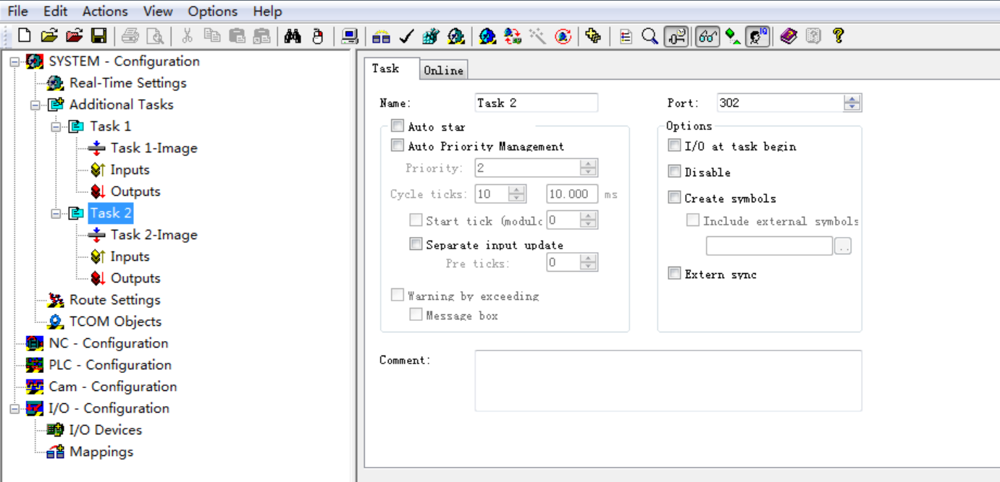 File Edit Actions View Options Help
SYSTEM - Configuration
Real-Time Settings
Additional Tasks
Task 1
Task 1-Image
Inputs
Outputs
Task 2
Task 2-Image
Inputs
Outputs
Route Settings
TCOM Objects
NC - Configuration
PLC - Configuration
Cam - Configuration
I/O - Configuration
I/O Devices
Mappings
Task Online
Name: Task 2 Port: 302
Auto star
Auto Priority Management
Priority: 2
Cycle ticks: 10 10.000 ms
Start tick (modulo 0
Separate input update
Pre ticks: 0
Warning by exceeding
Message box
Options
I/O at task begin
Disable
Create symbols
Include external symbols
..
Extern sync
Comment: